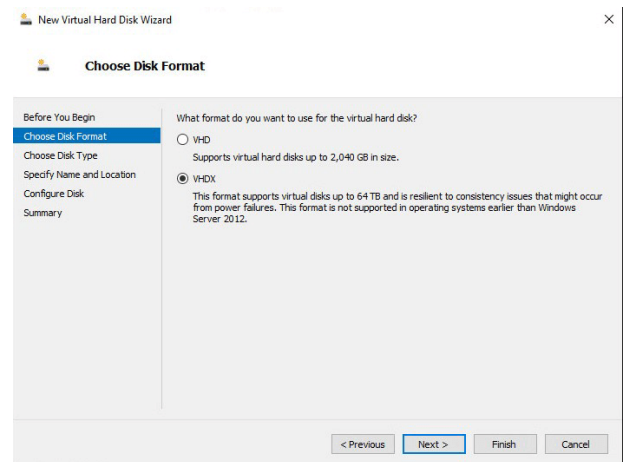 New Virtual Hard Disk Wizard
Choose Disk Format
Before You Begin
Choose Disk Format
Choose Disk Type
Specify Name and Location
Configure Disk
Summary
What format do you want to use for the virtual hard disk?
VHD
Supports virtual hard disks up to 2,040 GB in size.
VHDX
This format supports virtual disks up to 64 TB and is resilient to consistency issues that might occur
from power failures. This format is not supported in operating systems earlier than Windows
Server 2012.
< Previous
Next >
Finish
Cancel